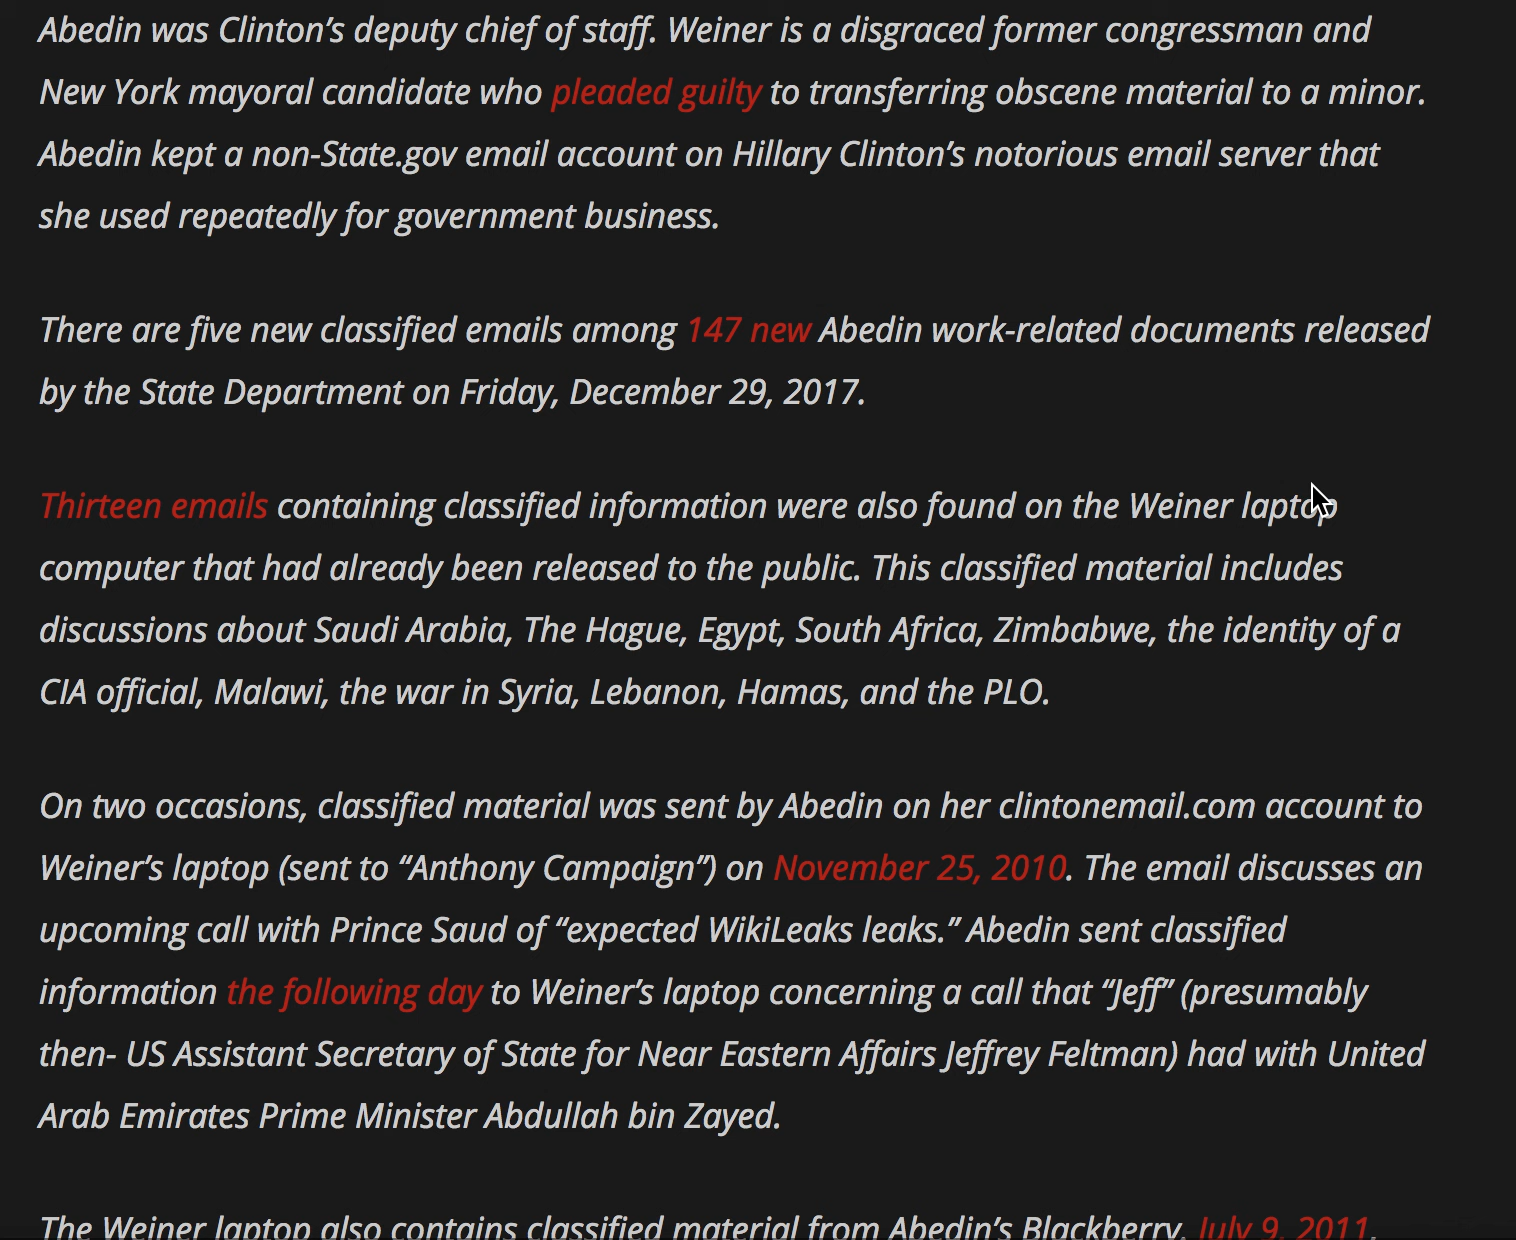 Abedin was Clinton’s deputy chief of staff. Weiner is a disgraced former congressman and
New York mayoral candidate who pleaded guilty to transferring obscene material to a minor.
Abedin kept a non-State.gov email account on Hillary Clinton’s notorious email server that
she used repeatedly for government business.
There are five new classified emails among 147 new Abedin work-related documents released
by the State Department on Friday, December 29, 2017.
Thirteen emails containing classified information were also found on the Weiner laptop
computer that had already been released to the public. This classified material includes
discussions about Saudi Arabia, The Hague, Egypt, South Africa, Zimbabwe, the identity of a
CIA official, Malawi, the war in Syria, Lebanon, Hamas, and the PLO.
On two occasions, classified material was sent by Abedin on her clintonemail.com account to
Weiner’s laptop (sent to “Anthony Campaign”) on November 25, 2010. The email discusses an
upcoming call with Prince Saud of “expected WikiLeaks leaks.” Abedin sent classified
information the following day to Weiner’s laptop concerning a call that “Jeff” (presumably
then- US Assistant Secretary of State for Near Eastern Affairs Jeffrey Feltman) had with United
Arab Emirates Prime Minister Abdullah bin Zayed.
The Weiner laptop also contains classified material from Abedin’s Blackberry. July 9, 2011.